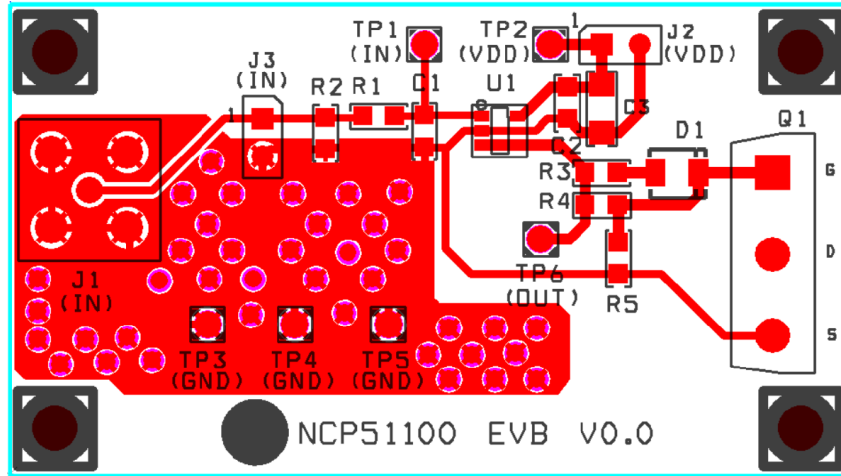 TP1
(IN)
TP2
(VDD)
1
J2
(VDD)
J3
(IN)
1
R2
R1
C1
U1
C3
C2
D1
Q1
G
D
S
R3
R4
R5
TP6
(OUT)
J1
(IN)
TP3
(GND)
TP4
(GND)
TP5
(GND)
NCP51100 EVB V0.0